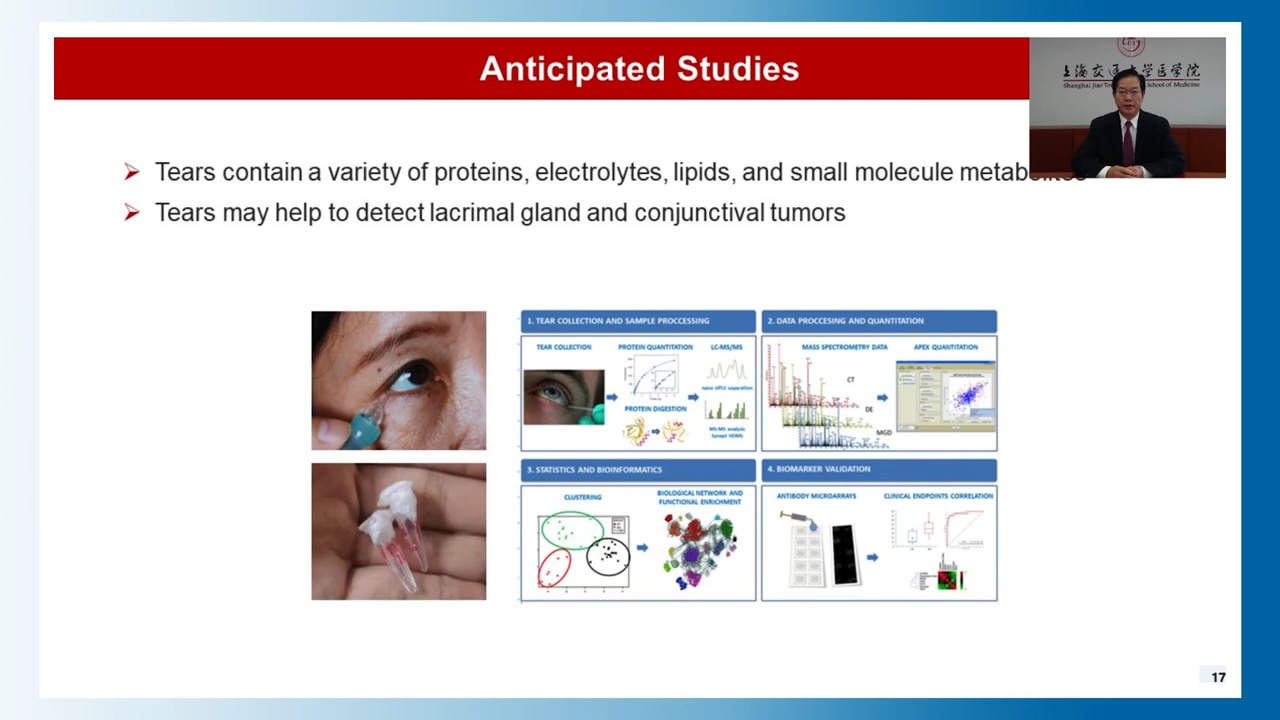 Anticipated Studies
上海交通大学医学院
Shanghai Jiao To School of Medicine
Tears contain a variety of proteins, electrolytes, lipids, and small molecule metabolites
Tears may help to detect lacrimal gland and conjunctival tumors
1. TEAR COLLECTION AND SAMPLE PROCCESSING
TEAR COLLECTION
PROTEIN QUANTITATION
LC-MS/MS
nano UPLC separation
PROTEIN DIGESTION
MS-MS analysis
Synapt HDMS
2. DATA PROCCESING AND QUANTITATION
MASS SPECTROMETRY DATA
APEX QUANTITATION
CT
DE
MGD
3. STATISTICS AND BIOINFORMATICS
CLUSTERING
BIOLOGICAL NETWORK AND
FUNCTIONAL ENRICHMENT
4. BIOMARKER VALIDATION
ANTIBODY MICROARRAYS
CLINICAL ENDPOINTS CORRELATION
17